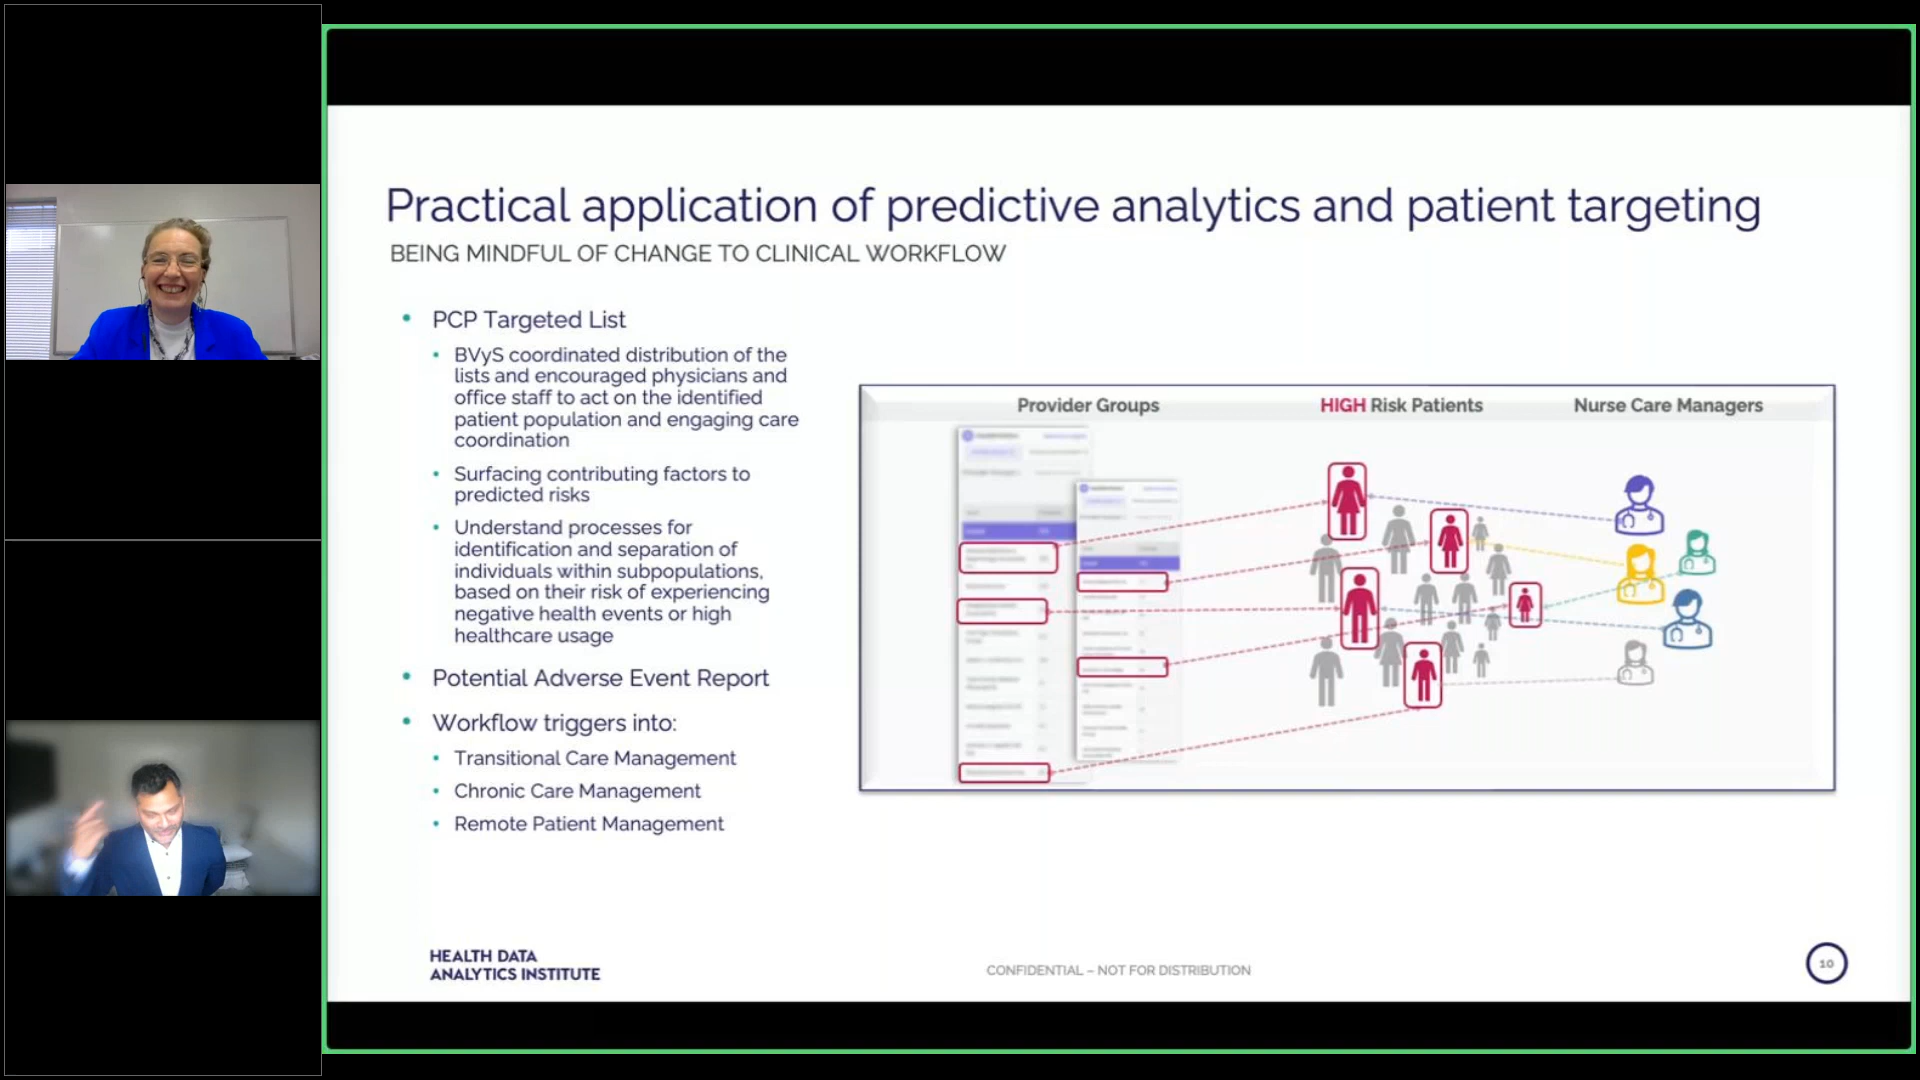 Practical application of predictive analytics and patient targeting
BEING MINDFUL OF CHANGE TO CLINICAL WORKFLOW
• PCP Targeted List
• BVyS coordinated distribution of the
lists and encouraged physicians and
office staff to act on the identified
patient population and engaging care
coordination
• Surfacing contributing factors to
predicted risks
• Understand processes for
identification and separation of
individuals within subpopulations,
based on their risk of experiencing
negative health events or high
healthcare usage
• Potential Adverse Event Report
• Workflow triggers into:
• Transitional Care Management
• Chronic Care Management
• Remote Patient Management
Provider Groups
HIGH Risk Patients
Nurse Care Managers
HEALTH DATA
ANALYTICS INSTITUTE
CONFIDENTIAL – NOT FOR DISTRIBUTION
10